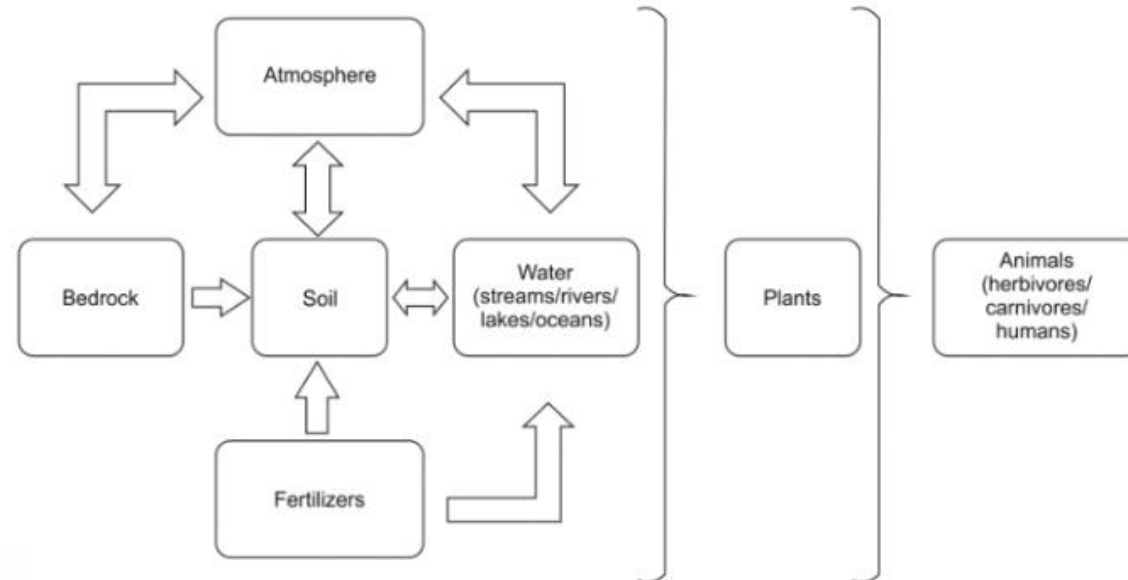 Atmosphere
Bedrock
Soil
Water
(streams/rivers/
lakes/oceans)
Plants
Animals
(herbivores/
carnivores/
humans)
Fertilizers